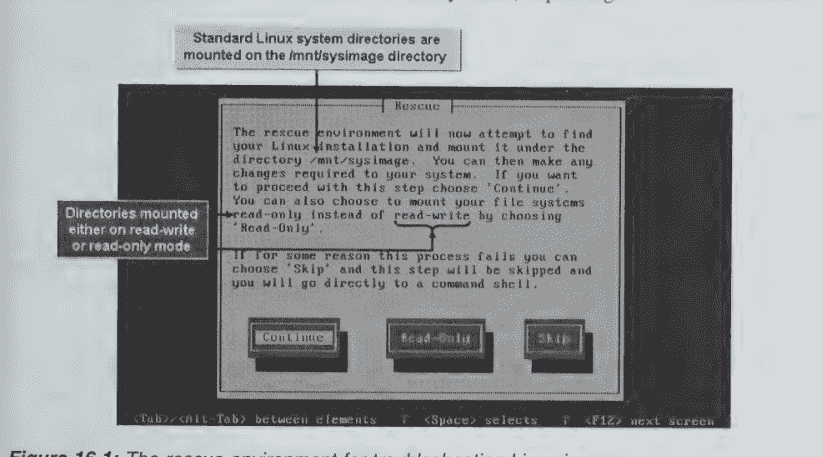 Standard Linux system directories are
mounted on the /mnt/sysimage directory
Rescue
The rescue environment will now attempt to find
your Linux installation and mount it under the
directory /mnt/sysimage. You can then make any
changes required to your system. If you want
to proceed with this step choose 'Continue'.
You can also choose to mount your file systems
read-only instead of read-write by choosing
'Read-Only'.
Directories mounted
either on read-write
or read-only mode
If for some reason this process fails you can
choose 'Skip' and this step will be skipped and
you will go directly to a command shell.
Continue
Read-Only
Skip
<Tab>/<Alt-Tab> between elements
<Space> selects
<F12> next screen
Figure 16-1: The rescue environment for troubleshooting